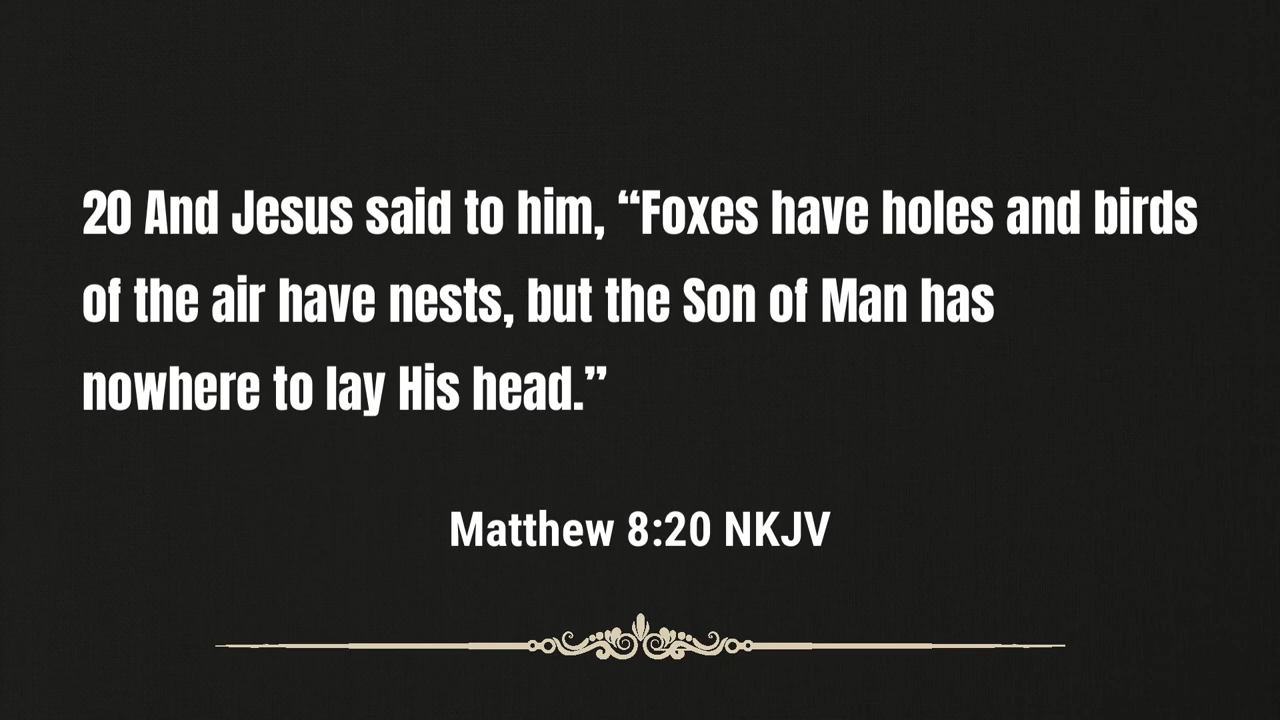 20 And Jesus said to him, “Foxes have holes and birds
of the air have nests, but the Son of Man has
nowhere to lay His head.”
Matthew 8:20 NKJV